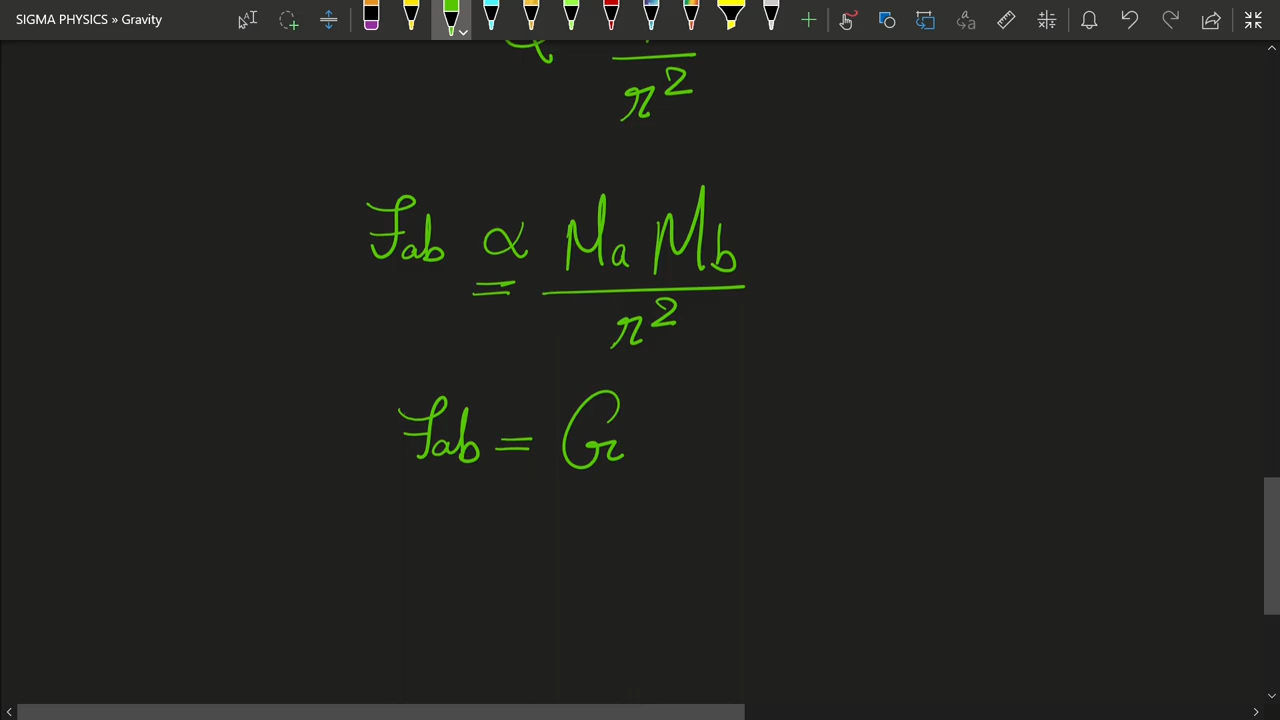 SIGMA PHYSICS » Gravity
r²
Fab ∝ Ma Mb
=
r²
Fab = G